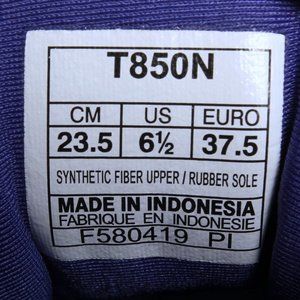 T850N
CM US EURO
23.5 6½ 37.5
SYNTHETIC FIBER UPPER / RUBBER SOLE
MADE IN INDONESIA
FABRIQUE EN INDONESIE
F580419 PI